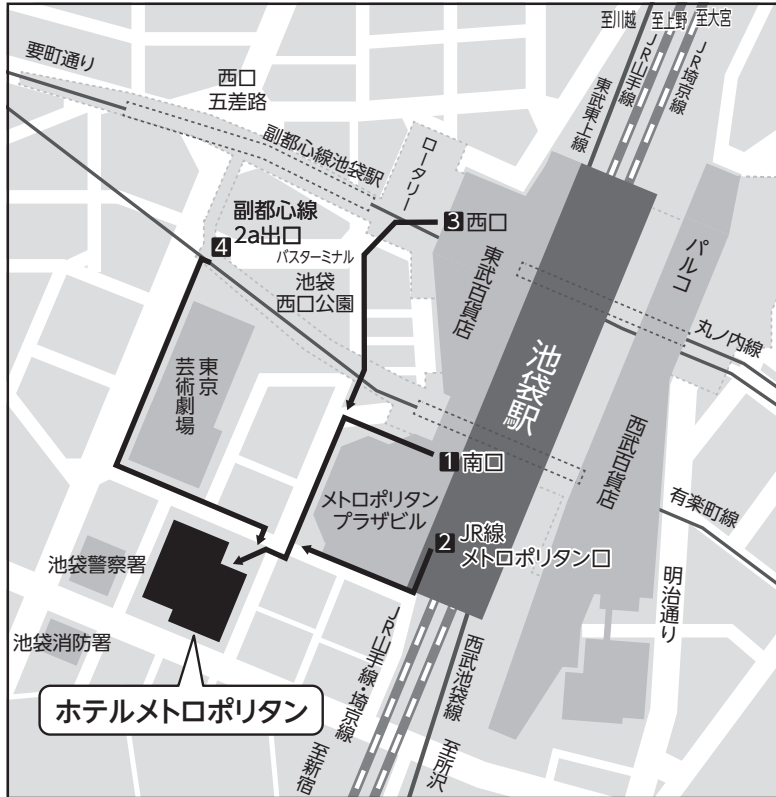 至川越
至上野
至大宮
JR山手線
JR埼京線
東武東上線
要町通り
西口
五差路
副都心線池袋駅
ロータリー
3 西口
副都心線
2a出口
4
バスターミナル
池袋
西口公園
東武百貨店
パルコ
丸ノ内線
池袋駅
東京
芸術劇場
1 南口
西武百貨店
メトロポリタン
プラザビル
有楽町線
2 JR線
メトロポリタン口
池袋警察署
明治通り
池袋消防署
JR山手線・埼京線
至新宿
西武池袋線
至所沢
ホテルメトロポリタン